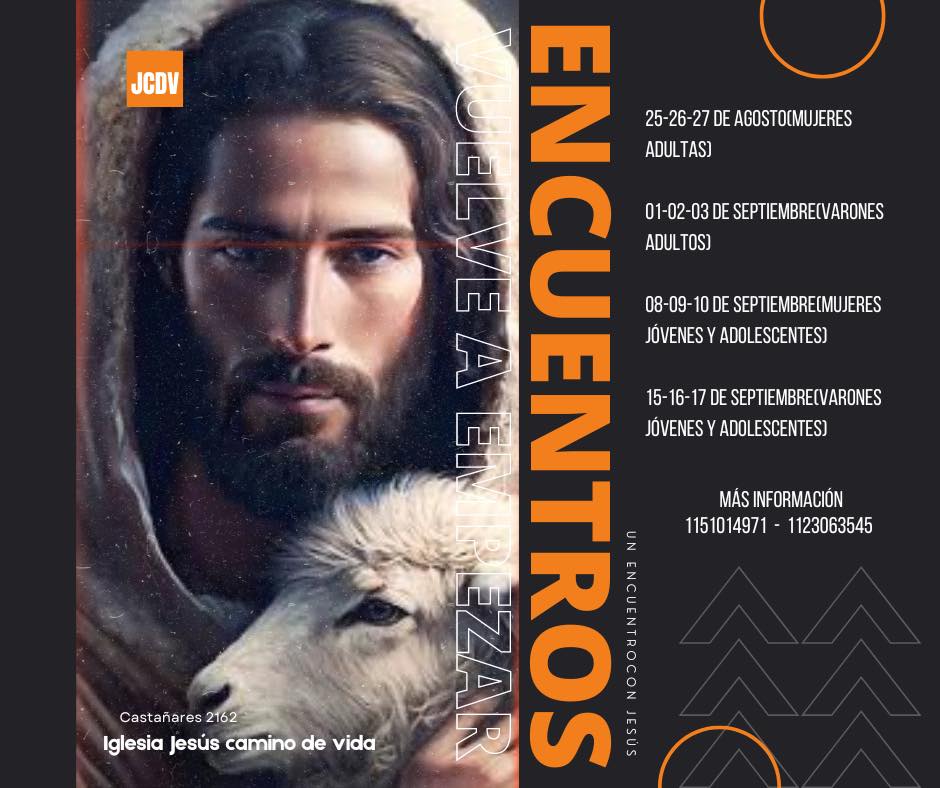 JCDV
VUELVE A EMPEZAR
ENCUENTROS
UN ENCUENTROCON JESÚS
25-26-27 DE AGOSTO(MUJERES
ADULTAS)
01-02-03 DE SEPTIEMBRE(VARONES
ADULTOS)
08-09-10 DE SEPTIEMBRE(MUJERES
JÓVENES Y ADOLESCENTES)
15-16-17 DE SEPTIEMBRE(VARONES
JÓVENES Y ADOLESCENTES)
MÁS INFORMACIÓN
1151014971 - 1123063545
Castañares 2162
Iglesia Jesús camino de vida